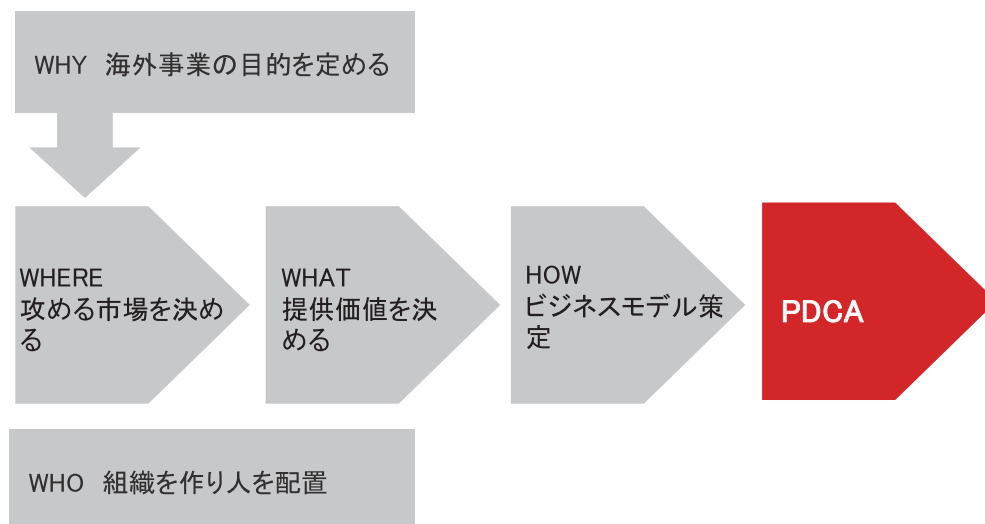 WHY 海外事業の目的を定める
WHERE
攻める市場を決め
る
WHAT
提供価値を決
める
HOW
ビジネスモデル策
定
PDCA
WHO 組織を作り人を配置